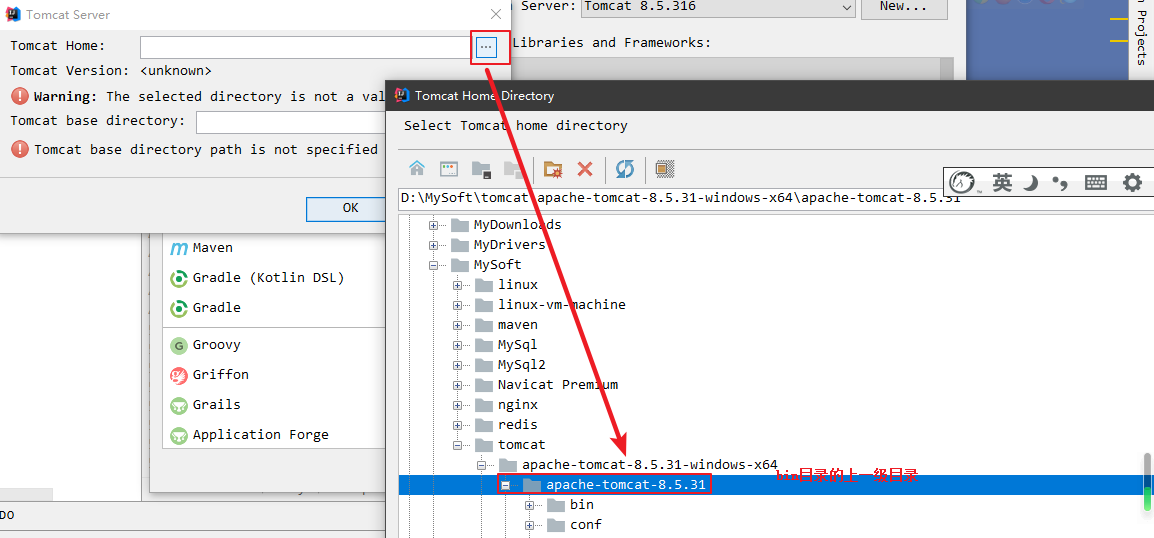 Tomcat Server
Tomcat Home:
...
Tomcat Version: <unknown>
Warning: The selected directory is not a val
Tomcat base directory:
Tomcat base directory path is not specified
OK
Server:
Tomcat 8.5.316
New...
Libraries and Frameworks:
Projects
Maven
Gradle (Kotlin DSL)
Gradle
G
Groovy
Griffon
Grails
Application Forge
DO
Tomcat Home Directory
Select Tomcat home directory
英
D:\MySoft\tomcat\apache-tomcat-8.5.31-windows-x64\apache-tomcat-8.5.31
MyDownloads
MyDrivers
MySoft
linux
linux-vm-machine
maven
MySql
MySql2
Navicat Premium
nginx
redis
tomcat
apache-tomcat-8.5.31-windows-x64
apache-tomcat-8.5.31
bin目录的上一级目录
bin
conf